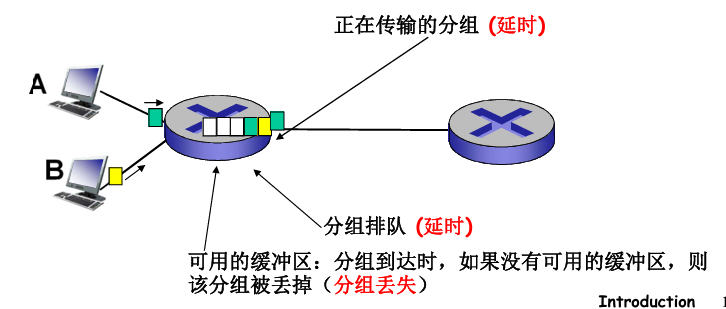 正在传输的分组 (延时)
A
B
分组排队 (延时)
可用的缓冲区：分组到达时，如果没有可用的缓冲区，则
该分组被丢掉（分组丢失）
Introduction